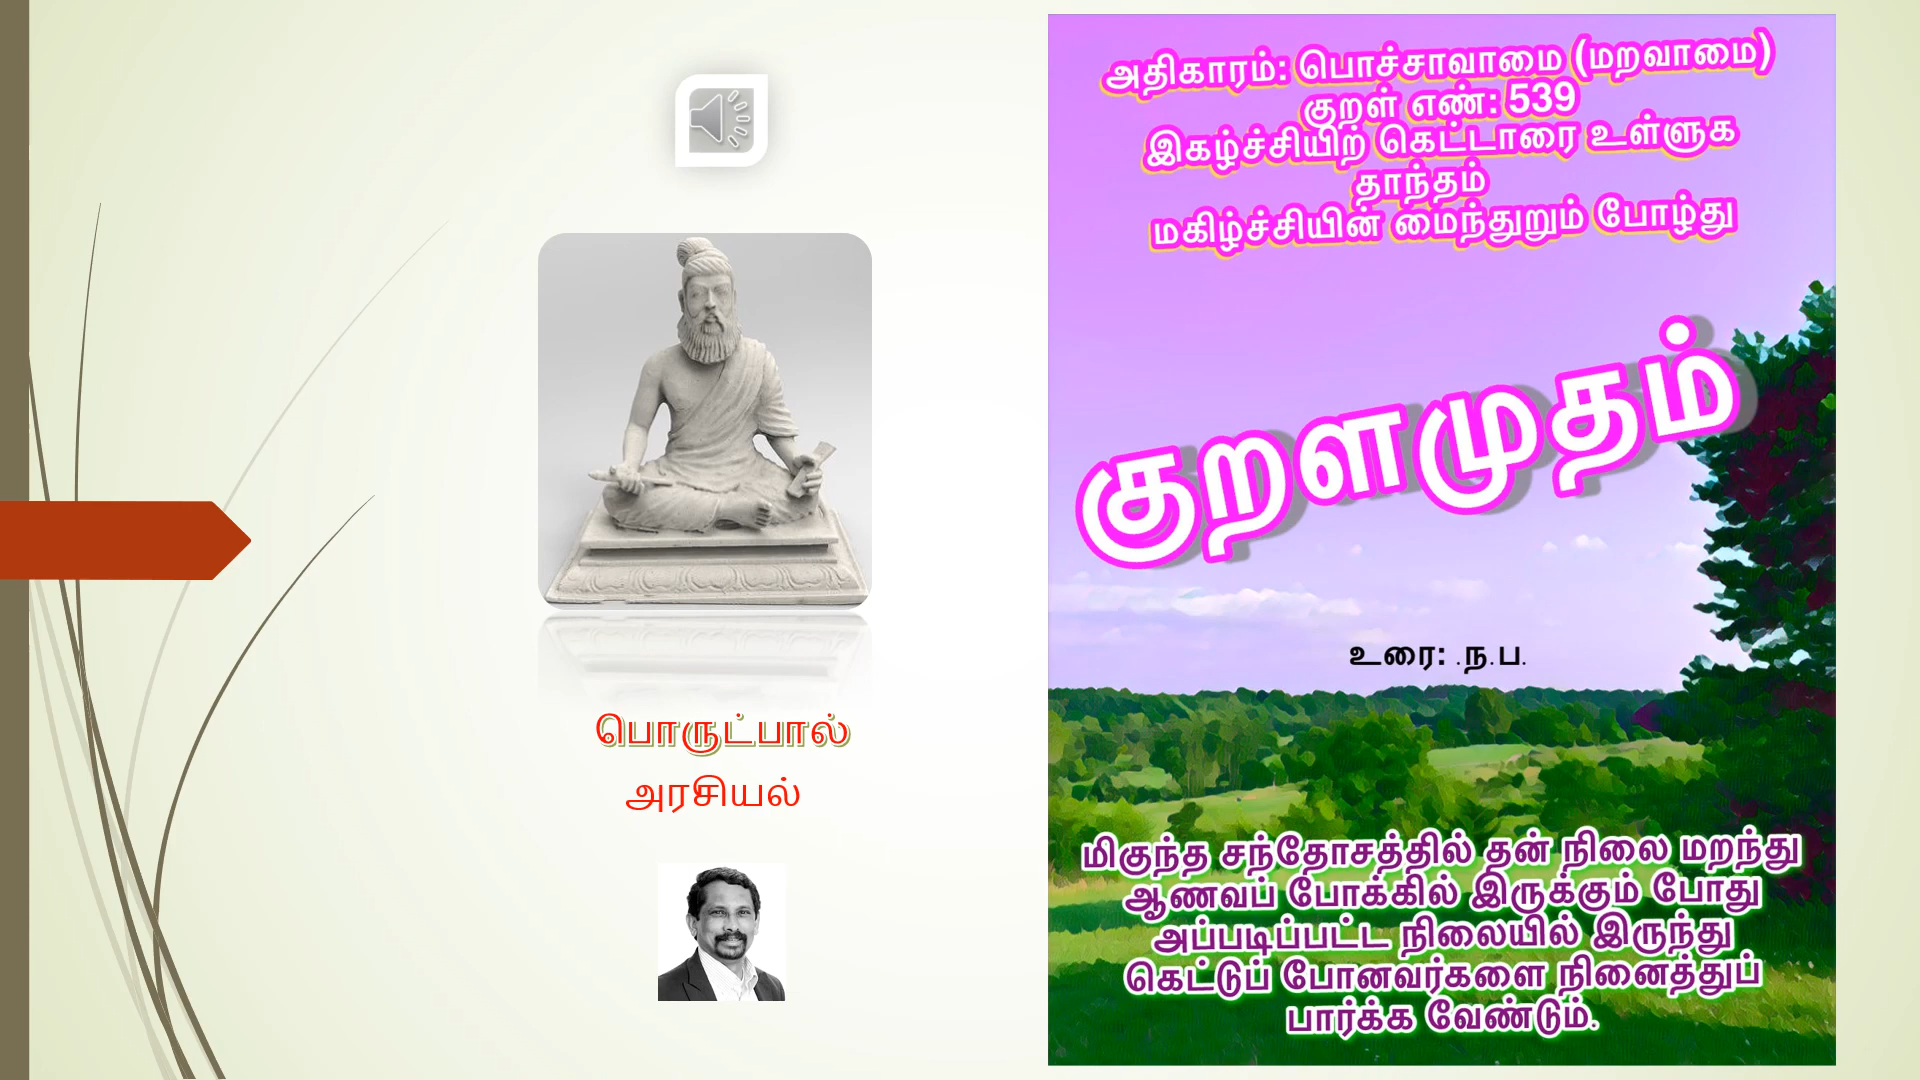 பொருட்பால்
அரசியல்
அதிகாரம்: பொச்சாவாமை (மறவாமை)
குறள் எண்: 539
இகழ்ச்சியிற் கெட்டாரை உள்ளுக
தாந்தம்
மகிழ்ச்சியின் மைந்துறும் போழ்து
குறளமுதம்
உரை: .ந.ப.
மிகுந்த சந்தோசத்தில் தன் நிலை மறந்து
ஆணவப் போக்கில் இருக்கும் போது
அப்படிப்பட்ட நிலையில் இருந்து
கெட்டுப் போனவர்களை நினைத்துப்
பார்க்க வேண்டும்.